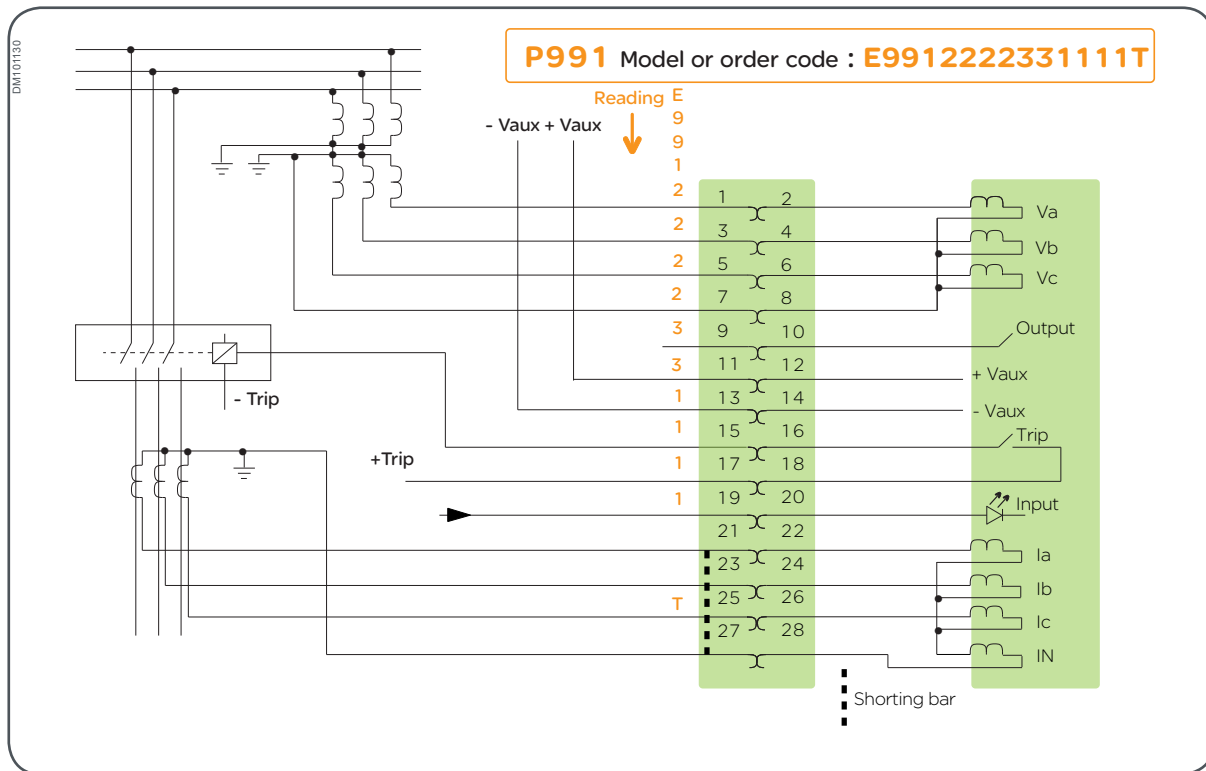 DM101130
P991 Model or order code : E9912222331111T
Reading E
9
- Vaux + Vaux
9
1
2 1 2 Va
2 3 4 Vb
2 5 6 Vc
2 7 8
3 9 10 Output
3 11 12 + Vaux
1 13 14 - Vaux
- Trip
1 15 16 Trip
+Trip
1 17 18
1 19 20 Input
21 22
23 24 Ia
25 26 Ib
T
27 28 Ic
IN
Shorting bar